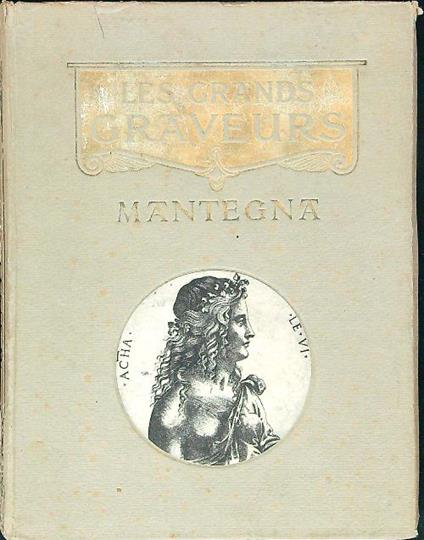 LES GRANDS
GRAVEURS
MANTEGNA
·ACHA·
·LE·VI·